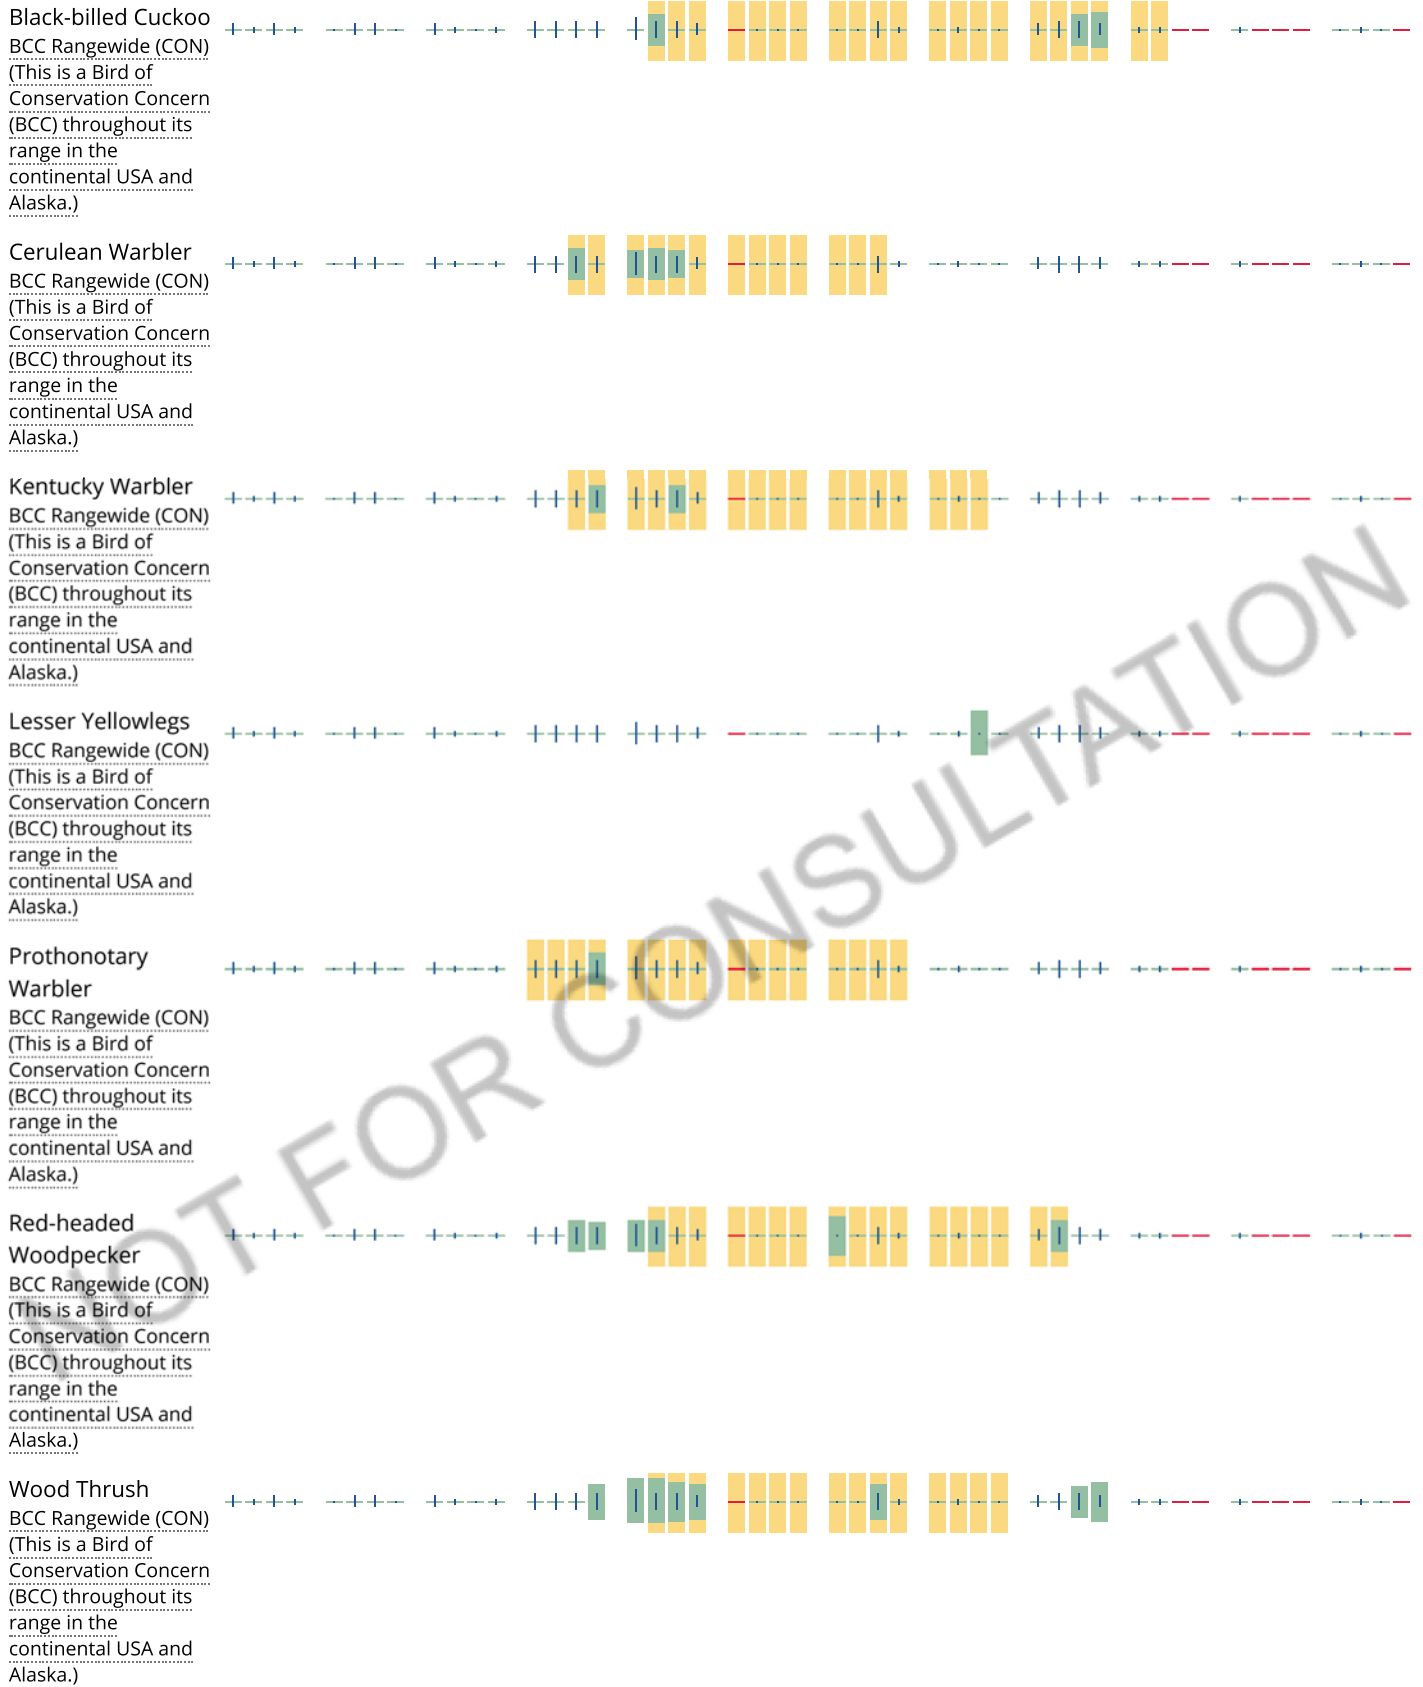 Black-billed Cuckoo
BCC Rangewide (CON)
(This is a Bird of
Conservation Concern
(BCC) throughout its
range in the
continental USA and
Alaska.)
Cerulean Warbler
BCC Rangewide (CON)
(This is a Bird of
Conservation Concern
(BCC) throughout its
range in the
continental USA and
Alaska.)
Kentucky Warbler
BCC Rangewide (CON)
(This is a Bird of
Conservation Concern
(BCC) throughout its
range in the
continental USA and
Alaska.)
Lesser Yellowlegs
BCC Rangewide (CON)
(This is a Bird of
Conservation Concern
(BCC) throughout its
range in the
continental USA and
Alaska.)
Prothonotary
Warbler
BCC Rangewide (CON)
(This is a Bird of
Conservation Concern
(BCC) throughout its
range in the
continental USA and
Alaska.)
Red-headed
Woodpecker
BCC Rangewide (CON)
(This is a Bird of
Conservation Concern
(BCC) throughout its
range in the
continental USA and
Alaska.)
Wood Thrush
BCC Rangewide (CON)
(This is a Bird of
Conservation Concern
(BCC) throughout its
range in the
continental USA and
Alaska.)
NOT FOR CONSULTATION